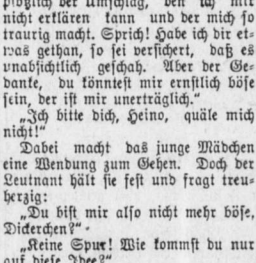 plötzlich der Umschlag, den ich mir
nicht erklären kann und der mich so
traurig macht. Sprich! Habe ich dir et-
was gethan, so sei versichert, daß es
unabsichtlich geschah. Aber der Ge-
danke, du könntest mir ernstlich böse
sein, der ist mir unerträglich.“
„Ich bitte dich, Heino, quäle mich
nicht!“
Dabei macht das junge Mädchen
eine Wendung zum Gehen. Doch der
Leutnant hält sie fest und fragt treu-
herzig:
„Du bist mir also nicht mehr böse,
Dickerchen?“
„Keine Spur! Wie kommst du nur
auf diese Idee?“